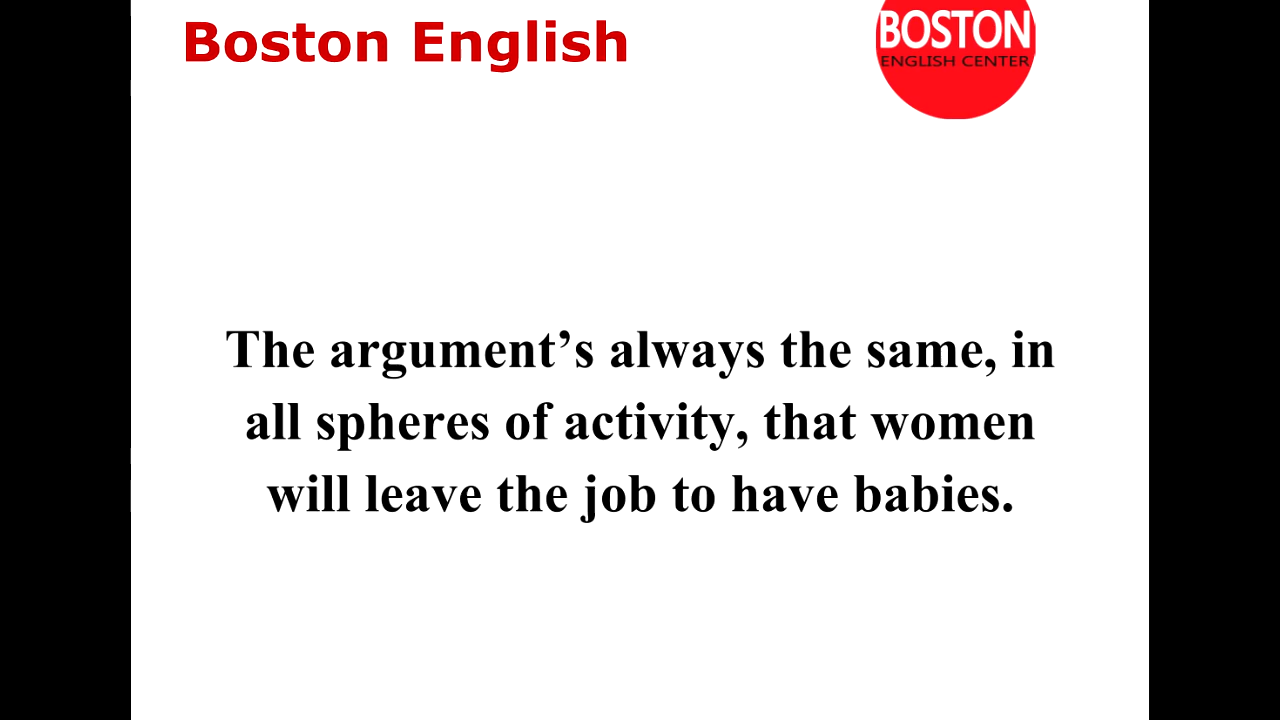 Boston English
BOSTON
ENGLISH CENTER
The argument’s always the same, in
all spheres of activity, that women
will leave the job to have babies.